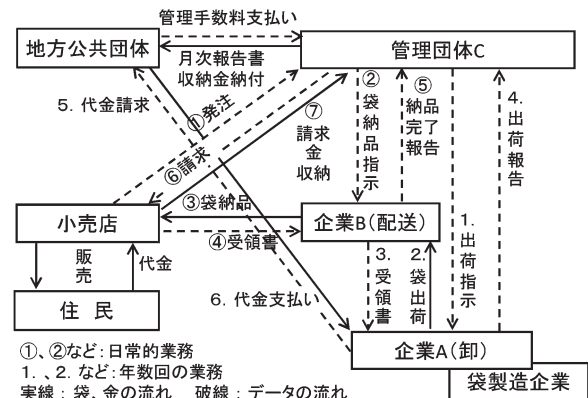 管理手数料支払い
地方公共団体
管理団体C
月次報告書
収納金納付
5. 代金請求
①発注
⑦
請求
金
収納
②
袋
納
品
指
示
⑤
納品
完了
報告
4.
出
荷
報
告
⑥請求
③袋納品
小売店
企業B(配送)
④受領書
1.
出
荷
指
示
販
売
代金
3.
受
領
書
2.
袋
出
荷
6. 代金支払い
住 民
企業A(卸)
袋製造企業
①、②など:日常的業務
1. 、2. など:年数回の業務
実線:袋、金の流れ 破線:データの流れ